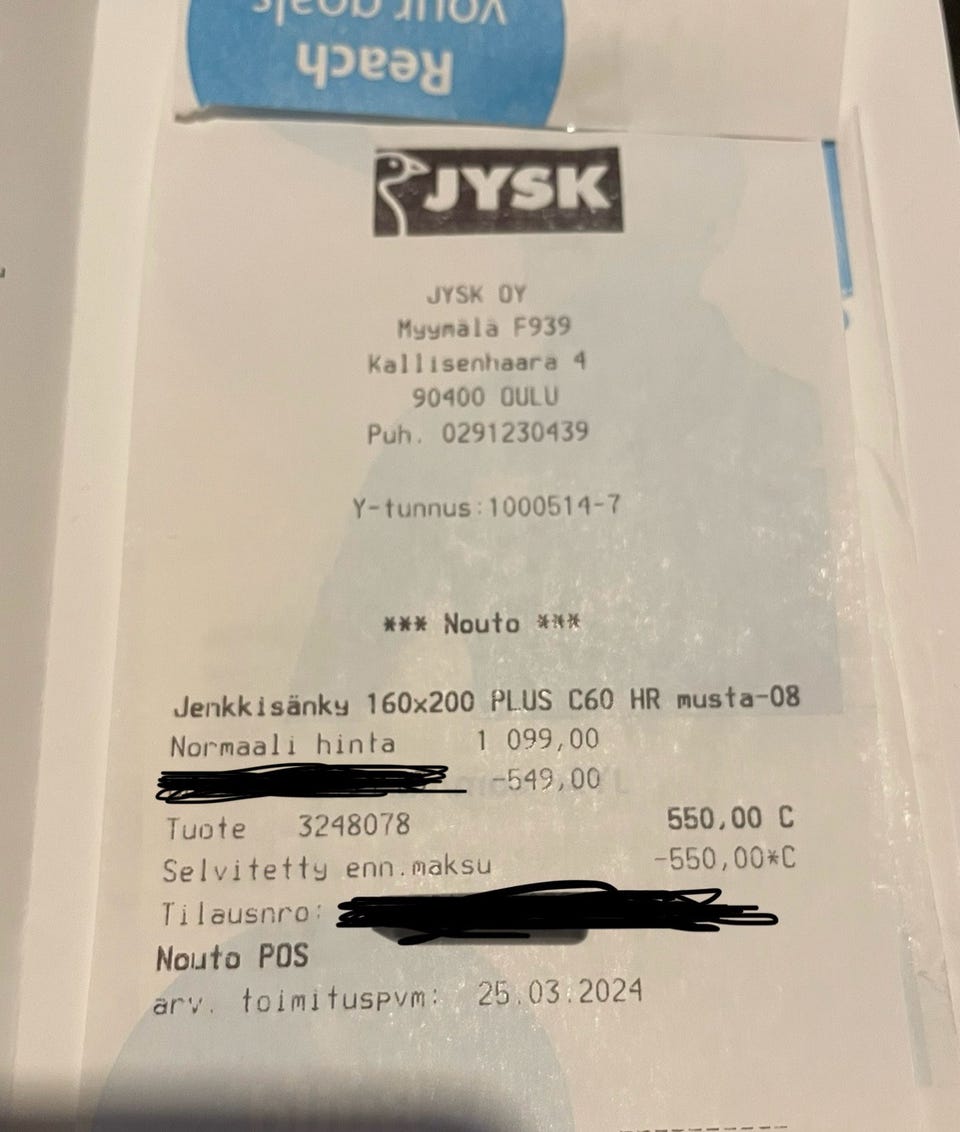 your goals
Reach
JYSK
JYSK OY
Myymälä F939
Kallisenhaara 4
90400 OULU
Puh. 0291230439
Y-tunnus:1000514-7
*** Nouto ***
Jenkkisänky 160x200 PLUS C60 HR musta-08
Normaali hinta 1 099,00
-549,00
Tuote 3248078 550,00 C
Selvitetty enn.maksu -550,00*C
Tilausnro:
Nouto POS
arv. toimituspvm: 25.03.2024